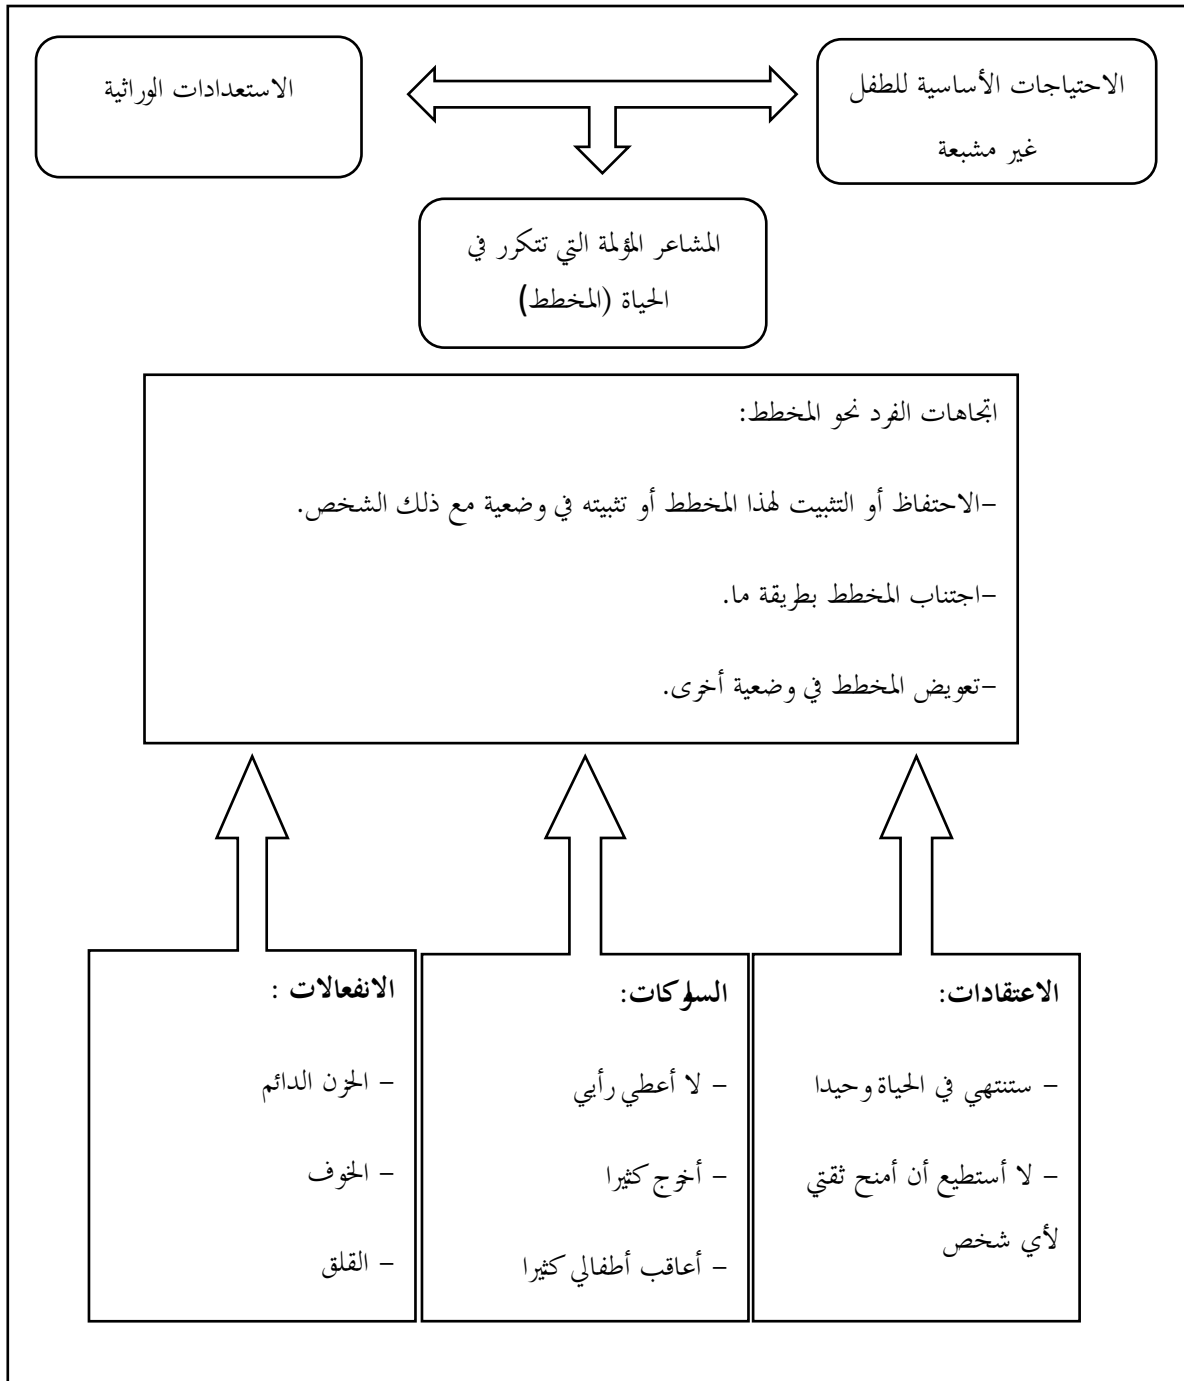 الاحتياجات الأساسية للطفل
غير مشبعة
الاستعدادات الوراثية
المشاعر المؤلمة التي تتكرر في
الحياة (المخطط)
اتجاهات الفرد نحو المخطط:
-الاحتفاظ أو التثبيت لهذا المخطط أو تثبيته في وضعية مع ذلك الشخص.
-اجتناب المخطط بطريقة ما.
-تعويض المخطط في وضعية أخرى.
الاعتقادات:
- ستنتهي في الحياة وحيدا
- لا أستطيع أن أمنح ثقتي
لأي شخص
السلوكات:
- لا أعطي رأيي
- أخرج كثيرا
- أعاقب أطفالي كثيرا
الانفعالات :
- الحزن الدائم
- الخوف
- القلق